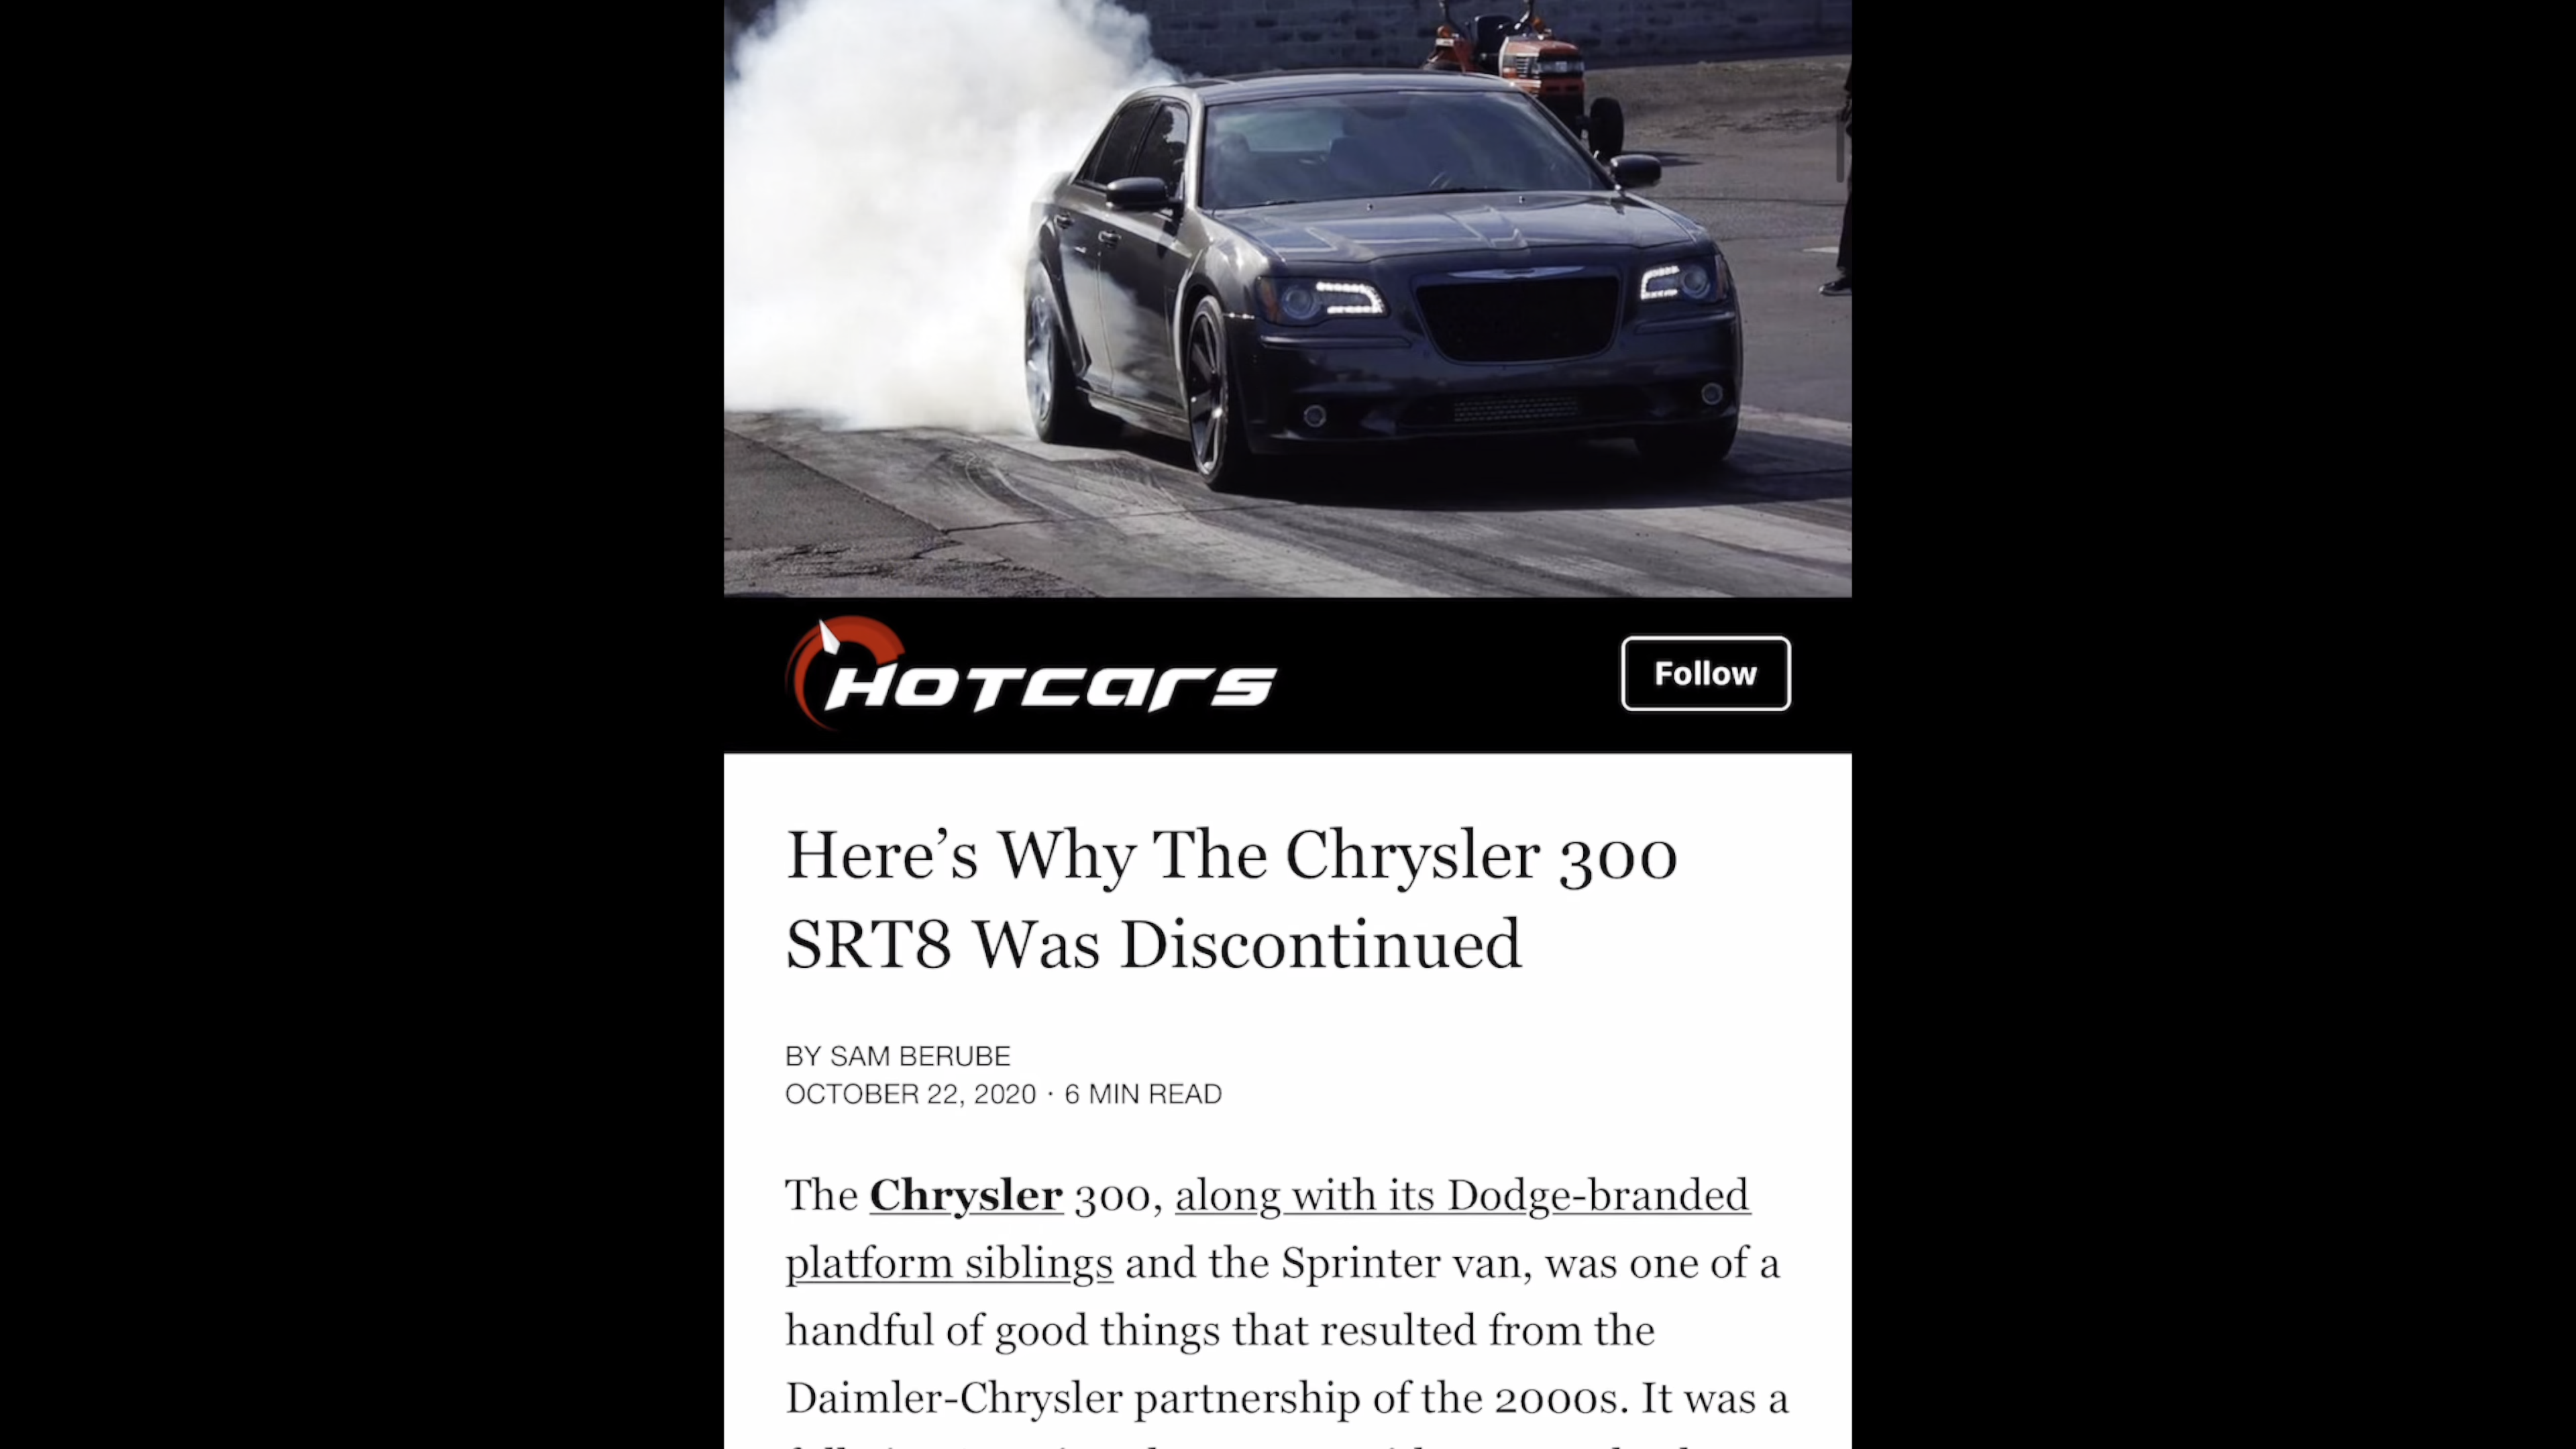 HOTCARS
Follow
Here’s Why The Chrysler 300
SRT8 Was Discontinued
BY SAM BERUBE
OCTOBER 22, 2020 · 6 MIN READ
The Chrysler 300, along with its Dodge-branded
platform siblings and the Sprinter van, was one of a
handful of good things that resulted from the
Daimler-Chrysler partnership of the 2000s. It was a